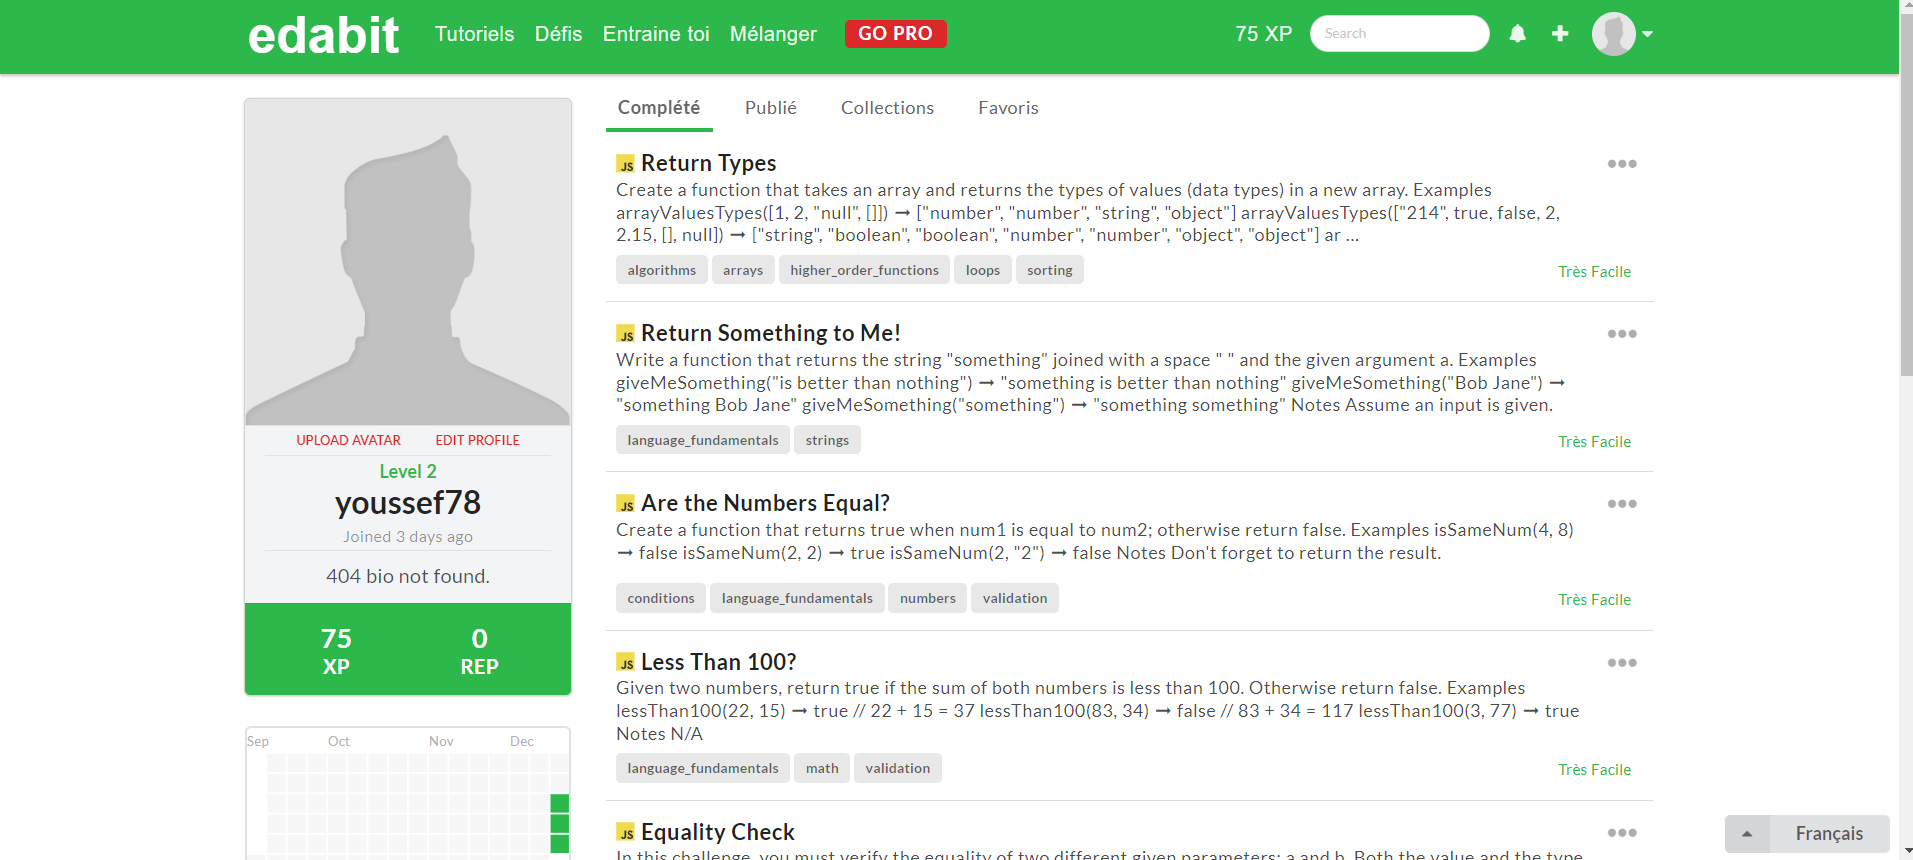 edabit Tutoriels Défis Entraine toi Mélanger GO PRO 75 XP Search
Complété Publié Collections Favoris
JS Return Types
Create a function that takes an array and returns the types of values (data types) in a new array. Examples
arrayValuesTypes([1, 2, "null", []]) ➞ ["number", "number", "string", "object"] arrayValuesTypes(["214", true, false, 2,
2.15, [], null]) ➞ ["string", "boolean", "boolean", "number", "number", "object", "object"] ar ...
algorithms arrays higher_order_functions loops sorting
Très Facile
JS Return Something to Me!
Write a function that returns the string "something" joined with a space " " and the given argument a. Examples
giveMeSomething("is better than nothing") ➞ "something is better than nothing" giveMeSomething("Bob Jane") ➞
"something Bob Jane" giveMeSomething("something") ➞ "something something" Notes Assume an input is given.
language_fundamentals strings
Très Facile
JS Are the Numbers Equal?
Create a function that returns true when num1 is equal to num2; otherwise return false. Examples isSameNum(4, 8)
➞ false isSameNum(2, 2) ➞ true isSameNum(2, "2") ➞ false Notes Don't forget to return the result.
conditions language_fundamentals numbers validation
Très Facile
JS Less Than 100?
Given two numbers, return true if the sum of both numbers is less than 100. Otherwise return false. Examples
lessThan100(22, 15) ➞ true // 22 + 15 = 37 lessThan100(83, 34) ➞ false // 83 + 34 = 117 lessThan100(3, 77) ➞ true
Notes N/A
language_fundamentals math validation
Très Facile
JS Equality Check
In this challenge, you must verify the equality of two different given parameters: a and b. Both the value and the type
UPLOAD AVATAR EDIT PROFILE
Level 2
youssef78
Joined 3 days ago
404 bio not found.
75 0
XP REP
Sep Oct Nov Dec
Français